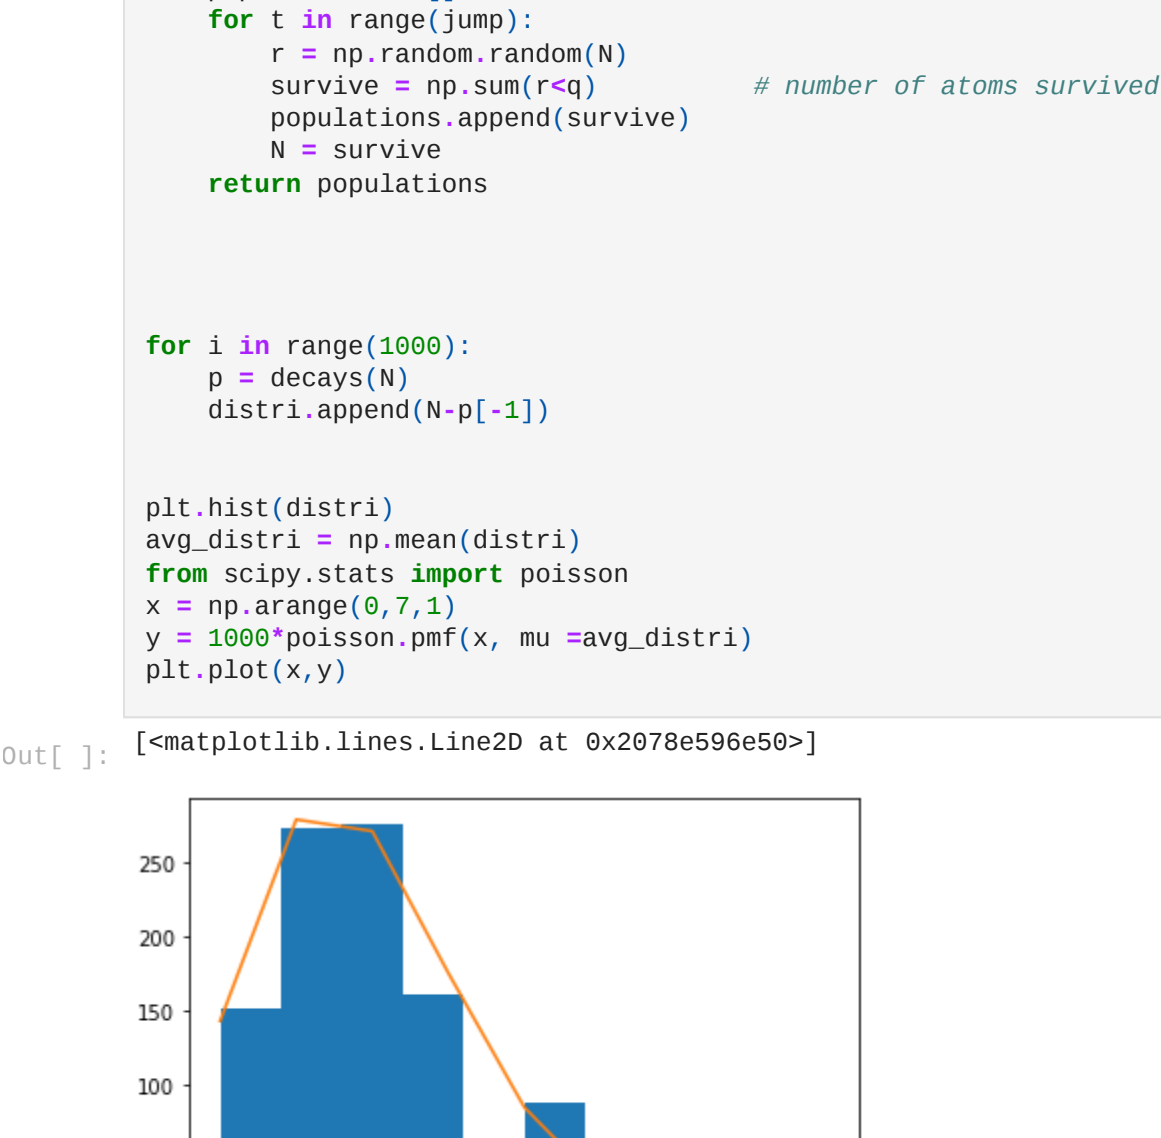 for t in range(jump):
        r = np.random.random(N)
        survive = np.sum(r<q)          # number of atoms survived
        populations.append(survive)
        N = survive
    return populations
for i in range(1000):
    p = decays(N)
    distri.append(N-p[-1])
plt.hist(distri)
avg_distri = np.mean(distri)
from scipy.stats import poisson
x = np.arange(0,7,1)
y = 1000*poisson.pmf(x, mu =avg_distri)
plt.plot(x,y)
Out[ ]: [<matplotlib.lines.Line2D at 0x2078e596e50>]
250
200
150
100